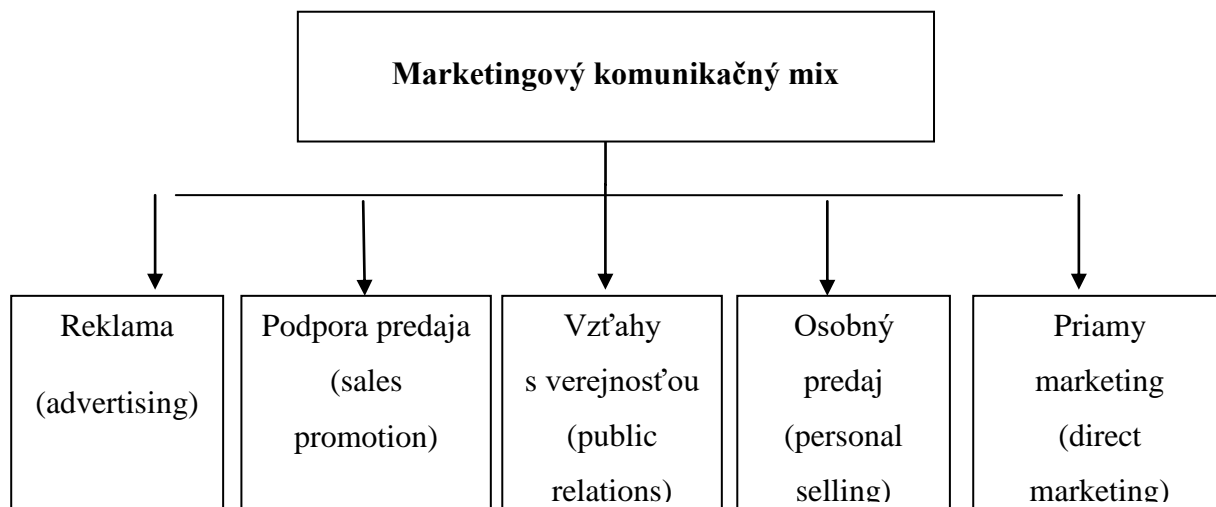 Marketingový komunikačný mix
Reklama
(advertising)
Podpora predaja
(sales
promotion)
Vzťahy
s verejnosťou
(public
relations)
Osobný
predaj
(personal
selling)
Priamy
marketing
(direct
marketing)